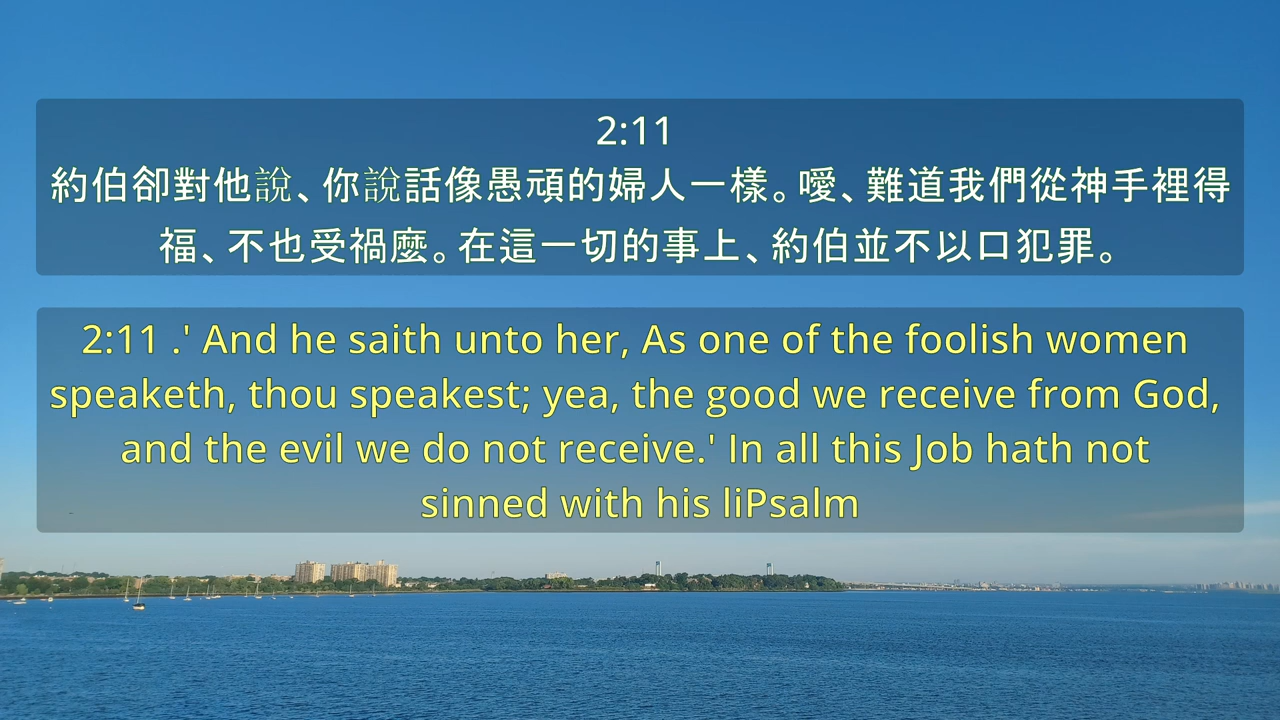 2:11
約伯卻對他說、你說話像愚頑的婦人一樣。噯、難道我們從神手裡得
福、不也受禍麼。在這一切的事上、約伯並不以口犯罪。
2:11 .' And he saith unto her, As one of the foolish women
speaketh, thou speakest; yea, the good we receive from God,
and the evil we do not receive.' In all this Job hath not
sinned with his liPsalm